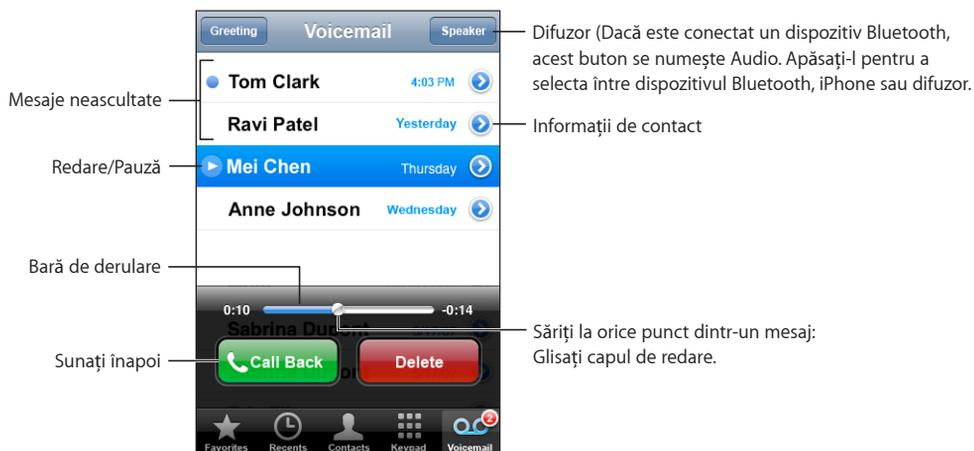 Greeting Voicemail Speaker
Difuzor (Dacă este conectat un dispozitiv Bluetooth,
acest buton se numește Audio. Apăsați-l pentru a
selecta între dispozitivul Bluetooth, iPhone sau difuzor.
Tom Clark 4:03 PM
Mesaje neascultate
Ravi Patel Yesterday
Informații de contact
Redare/Pauză
Mei Chen Thursday
Anne Johnson Wednesday
Bară de derulare
0:10 -0:14
Sabrina Dupont
Săriți la orice punct dintr-un mesaj:
Glisați capul de redare.
Sunați înapoi
Call Back Delete
2
Favorites Recents Contacts Keypad Voicemail